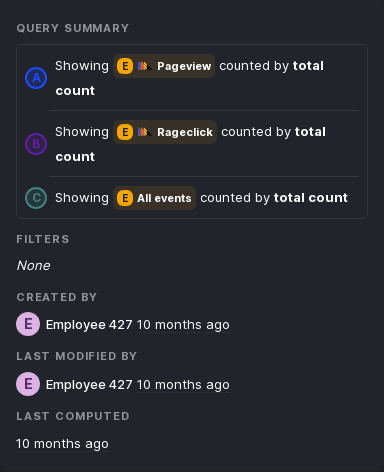 QUERY SUMMARY
A Showing E Pageview counted by total
count
B Showing E Rageclick counted by total
count
C Showing E All events counted by total count
FILTERS
None
CREATED BY
E Employee 427 10 months ago
LAST MODIFIED BY
E Employee 427 10 months ago
LAST COMPUTED
10 months ago